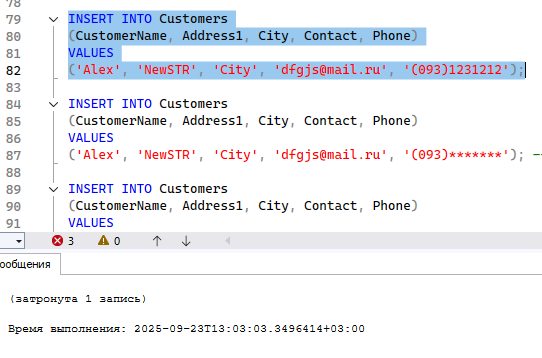 78
79 INSERT INTO Customers
80 (CustomerName, Address1, City, Contact, Phone)
81 VALUES
82 ('Alex', 'NewSTR', 'City', 'dfgjs@mail.ru', '(093)1231212');
83
84 INSERT INTO Customers
85 (CustomerName, Address1, City, Contact, Phone)
86 VALUES
87 ('Alex', 'NewSTR', 'City', 'dfgjs@mail.ru', '(093)*******'); -
88
89 INSERT INTO Customers
90 (CustomerName, Address1, City, Contact, Phone)
91 VALUES
3 0
ообщения
(затронута 1 запись)
Время выполнения: 2025-09-23T13:03:03.3496414+03:00